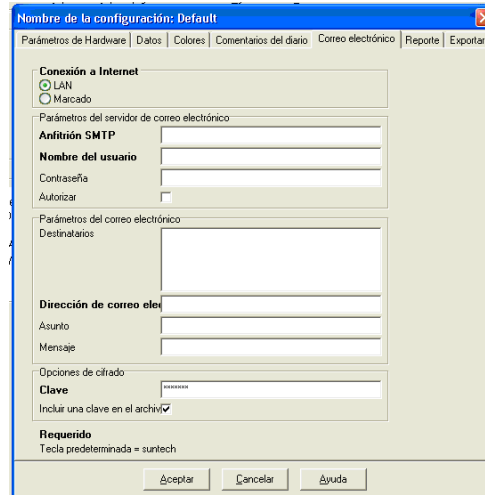 Nombre de la configuración: Default
Parámetros de Hardware Datos Colores Comentarios del diario Correo electrónico Reporte Exportar
Conexión a Internet
LAN
Marcado
Parámetros del servidor de correo electrónico
Anfitrión SMTP
Nombre del usuario
Contraseña
Autorizar
Parámetros del correo electrónico
Destinatarios
Dirección de correo ele
Asunto
Mensaje
Opciones de cifrado
Clave *******
Incluir una clave en el archiv
Requerido
Tecla predeterminada = suntech
Aceptar Cancelar Ayuda